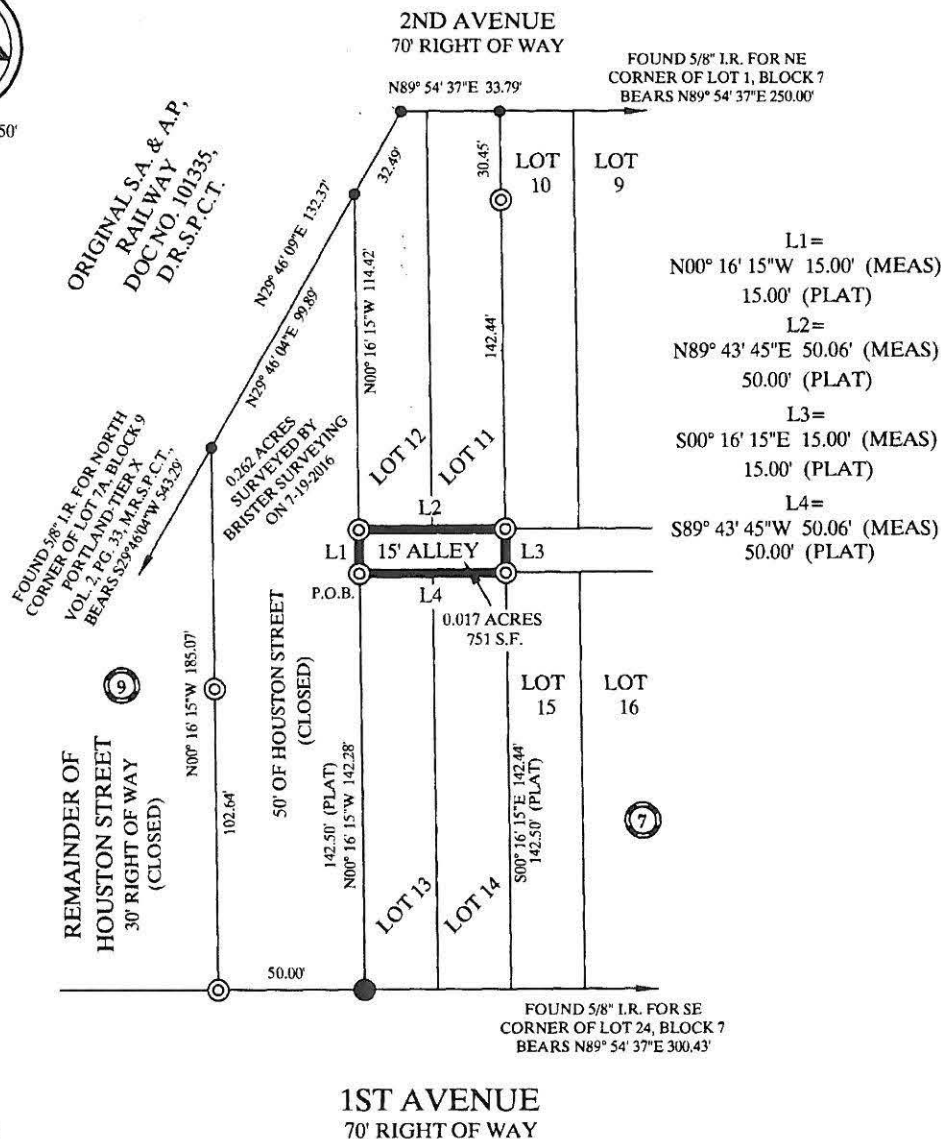 2ND AVENUE
70' RIGHT OF WAY
FOUND 5/8" I.R. FOR NE
CORNER OF LOT 1, BLOCK 7
BEARS N89° 54' 37"E 250.00'
N89° 54' 37"E 33.79'
50'
ORIGINAL S.A. & A.P,
RAILWAY
DOC NO. 101335,
D.R.S.P.C.T.
32.49'
30.45'
LOT
10
LOT
9
N29° 46' 09"E 132.37'
N29° 46' 04"E 99.89'
N00° 16' 15"W 114.42'
142.44'
L1=
N00° 16' 15"W 15.00' (MEAS)
15.00' (PLAT)
L2=
N89° 43' 45"E 50.06' (MEAS)
50.00' (PLAT)
L3=
S00° 16' 15"E 15.00' (MEAS)
15.00' (PLAT)
L4=
S89° 43' 45"W 50.06' (MEAS)
50.00' (PLAT)
FOUND 5/8" I.R. FOR NORTH
CORNER OF LOT 7A, BLOCK 9
PORTLAND-TIER X
VOL. 2, PG. 33, M.R.S.P.C.T.,
BEARS S29°46'04"W 543.29'
0.262 ACRES
SURVEYED BY
BRISTER SURVEYING
ON 7-19-2016
LOT 12
LOT 11
L2
L1
15' ALLEY
L3
P.O.B.
L4
0.017 ACRES
751 S.F.
9
N00° 16' 15"W 185.07'
102.64'
50' OF HOUSTON STREET
(CLOSED)
LOT
15
LOT
16
REMAINDER OF
HOUSTON STREET
30' RIGHT OF WAY
(CLOSED)
142.50' (PLAT)
N00° 16' 15"W 142.28'
S00° 16' 15"E 142.44'
142.50' (PLAT)
7
LOT 13
LOT 14
50.00'
FOUND 5/8" I.R. FOR SE
CORNER OF LOT 24, BLOCK 7
BEARS N89° 54' 37"E 300.43'
1ST AVENUE
70' RIGHT OF WAY